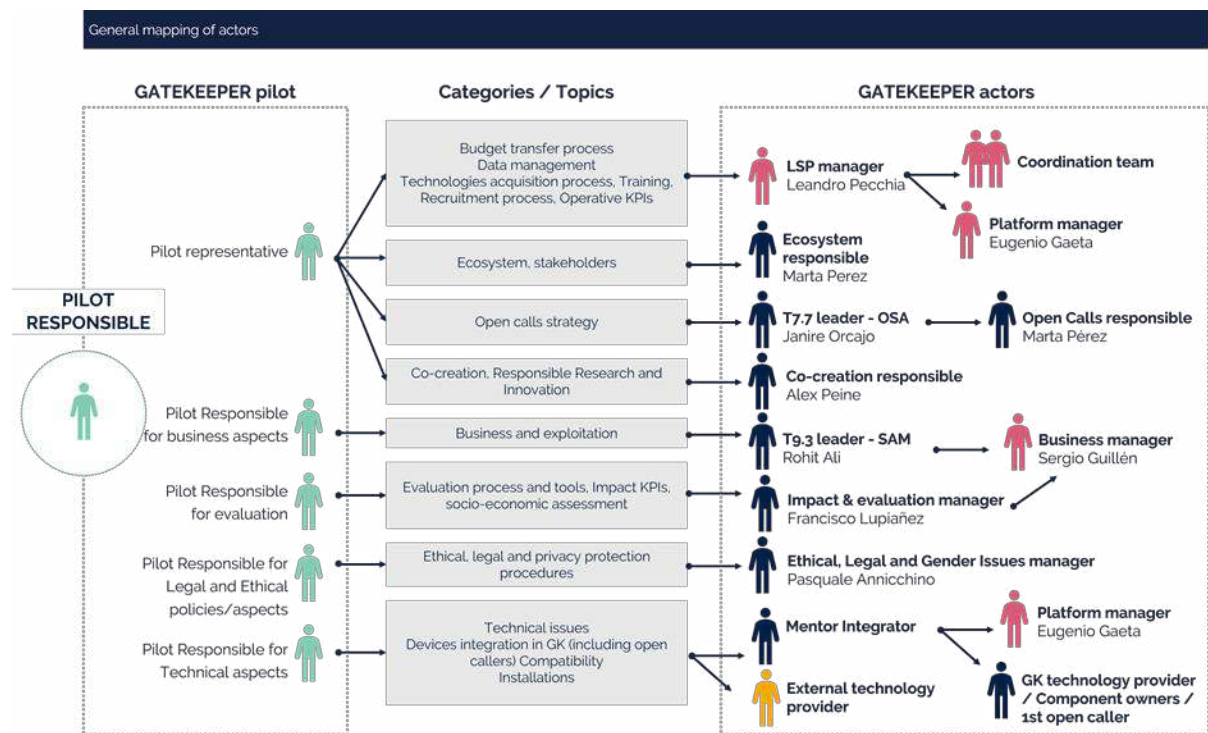 General mapping of actors
GATEKEEPER pilot
Categories / Topics
GATEKEEPER actors
PILOT
RESPONSIBLE
Pilot representative
Pilot Responsible
for business aspects
Pilot Responsible
for evaluation
Pilot Responsible for
Legal and Ethical
policies/aspects
Pilot Responsible for
Technical aspects
Budget transfer process
Data management
Technologies acquisition process, Training,
Recruitment process, Operative KPIs
Ecosystem, stakeholders
Open calls strategy
Co-creation, Responsible Research and
Innovation
Business and exploitation
Evaluation process and tools, Impact KPIs,
socio-economic assessment
Ethical, legal and privacy protection
procedures
Technical issues
Devices integration in GK (including open
callers) Compatibility
Installations
LSP manager
Leandro Pecchia
Coordination team
Platform manager
Eugenio Gaeta
Ecosystem
responsible
Marta Perez
T7.7 leader - OSA
Janire Orcajo
Open Calls responsible
Marta Pérez
Co-creation responsible
Alex Peine
T9.3 leader - SAM
Rohit Ali
Business manager
Sergio Guillén
Impact & evaluation manager
Francisco Lupiañez
Ethical, Legal and Gender Issues manager
Pasquale Annicchino
Mentor Integrator
Platform manager
Eugenio Gaeta
External technology
provider
GK technology provider
/ Component owners /
1st open caller